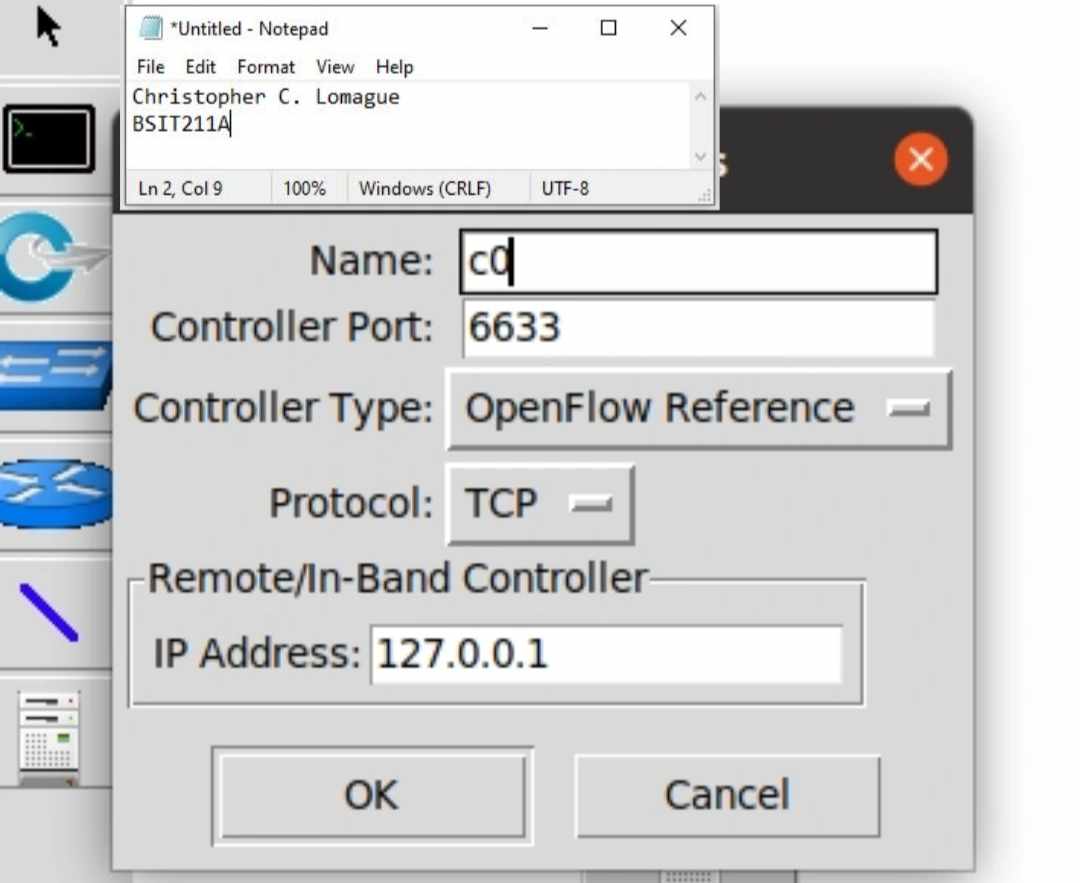 *Untitled - Notepad
File Edit Format View Help
Christopher C. Lomague
BSIT211A
Ln 2, Col 9 100% Windows (CRLF) UTF-8
Name: c0
Controller Port: 6633
Controller Type: OpenFlow Reference
Protocol: TCP
Remote/In-Band Controller
IP Address: 127.0.0.1
OK Cancel